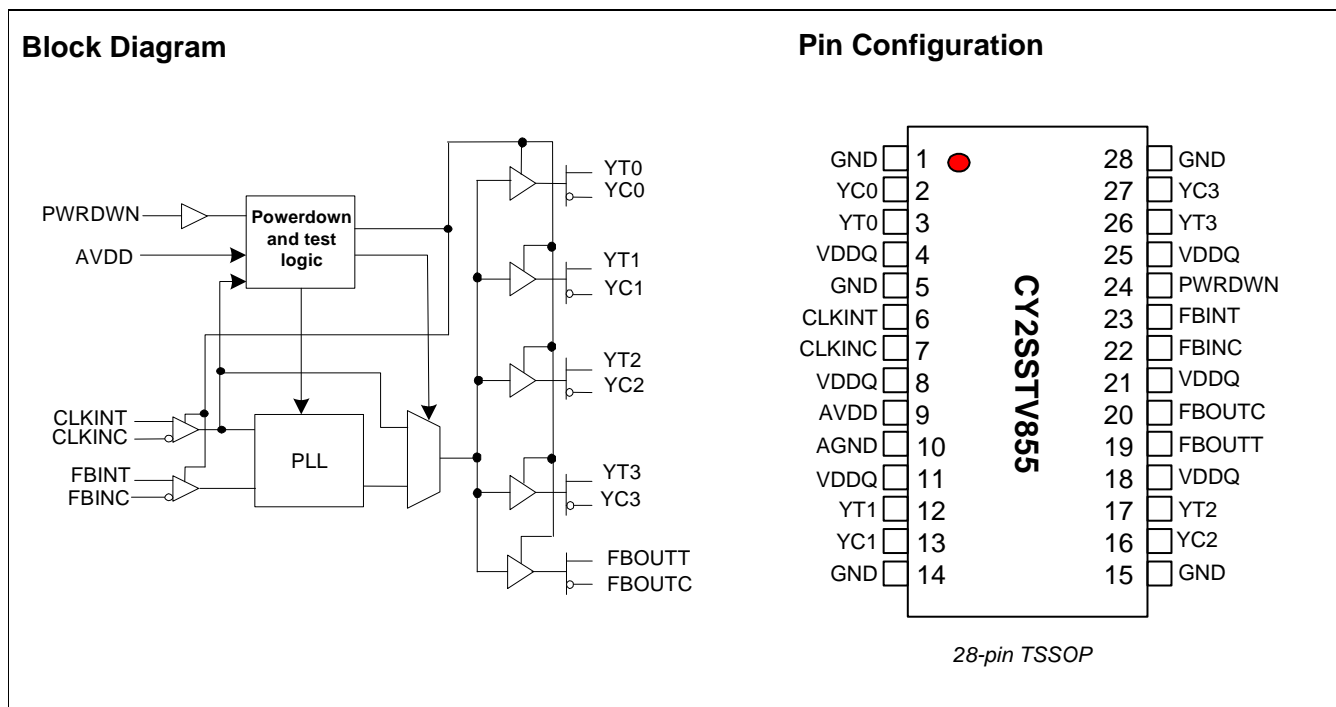 Block Diagram
PWRDWN
AVDD
Powerdown
and test
logic
CLKINT
CLKINC
FBINT
FBINC
PLL
YT0
YC0
YT1
YC1
YT2
YC2
YT3
YC3
FBOUTT
FBOUTC
Pin Configuration
GND 1 28 GND
YC0 2 27 YC3
YT0 3 26 YT3
VDDQ 4 25 VDDQ
GND 5 24 PWRDWN
CLKINT 6 23 FBINT
CLKINC 7 22 FBINC
VDDQ 8 21 VDDQ
AVDD 9 20 FBOUTC
AGND 10 19 FBOUTT
VDDQ 11 18 VDDQ
YT1 12 17 YT2
YC1 13 16 YC2
GND 14 15 GND
CY2SSTV855
28-pin TSSOP